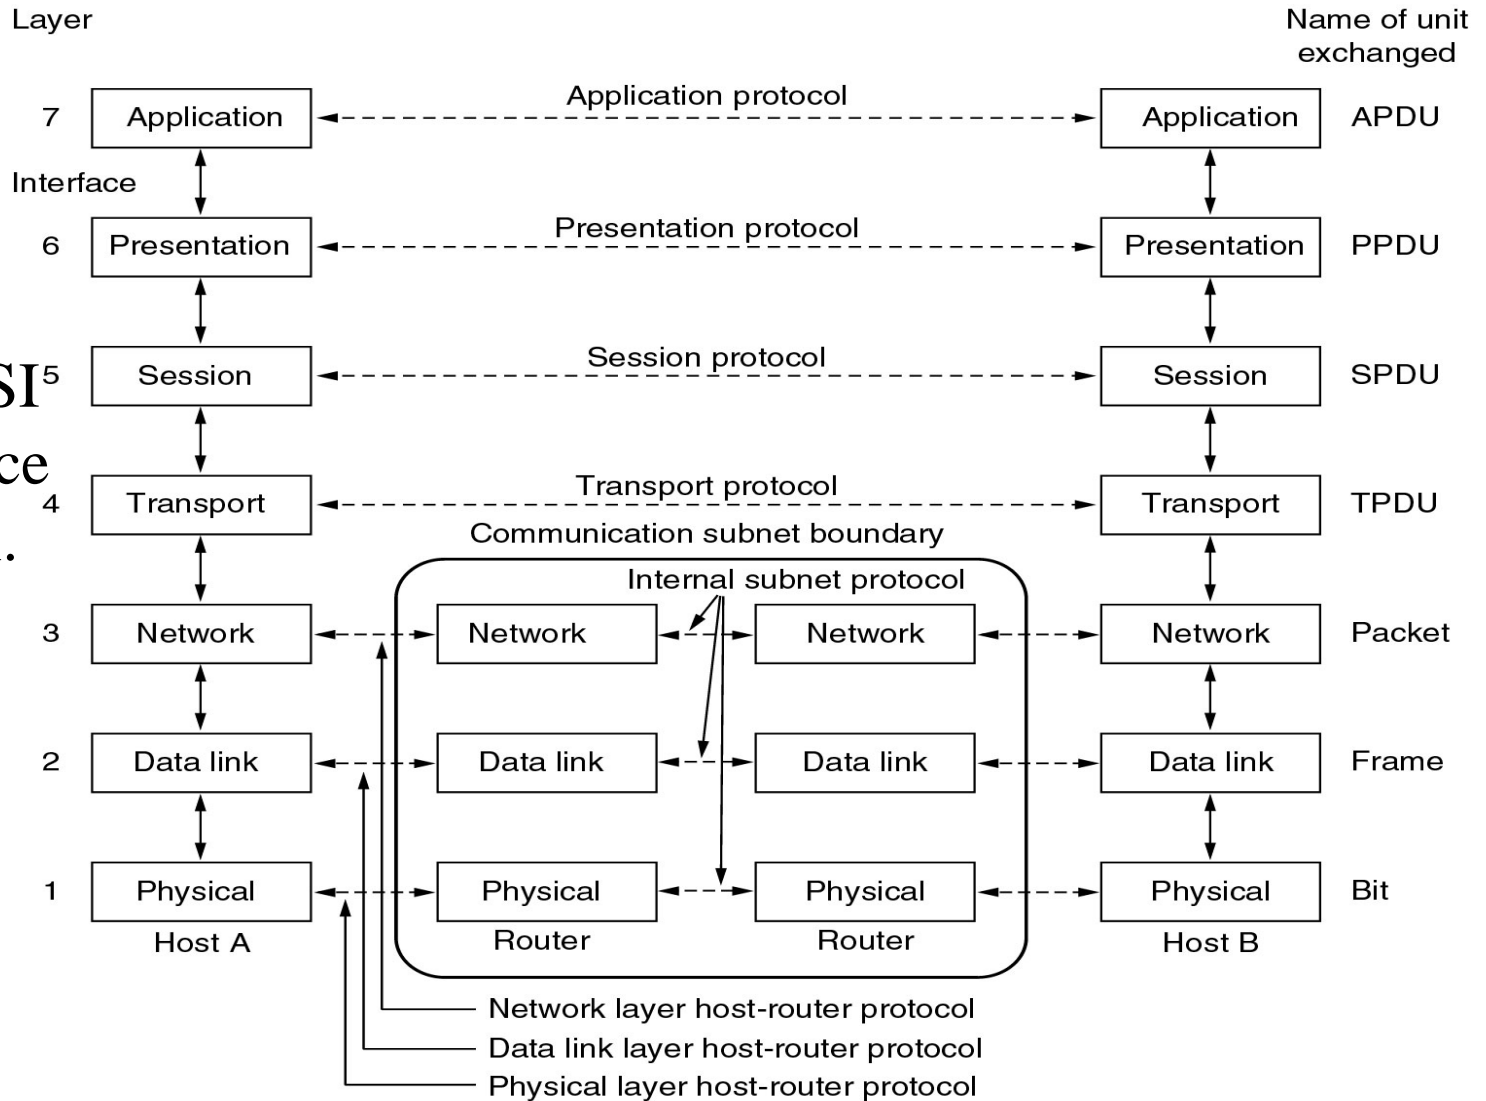 Layer
Name of unit
exchanged
7
Application
Application protocol
Application
APDU
Interface
6
Presentation
Presentation protocol
Presentation
PPDU
SI
5
Session
Session protocol
Session
SPDU
ce
4
Transport
Transport protocol
Transport
TPDU
Communication subnet boundary
Internal subnet protocol
3
Network
Network
Network
Network
Packet
2
Data link
Data link
Data link
Data link
Frame
1
Physical
Physical
Physical
Physical
Bit
Host A
Router
Router
Host B
Network layer host-router protocol
Data link layer host-router protocol
Physical layer host-router protocol